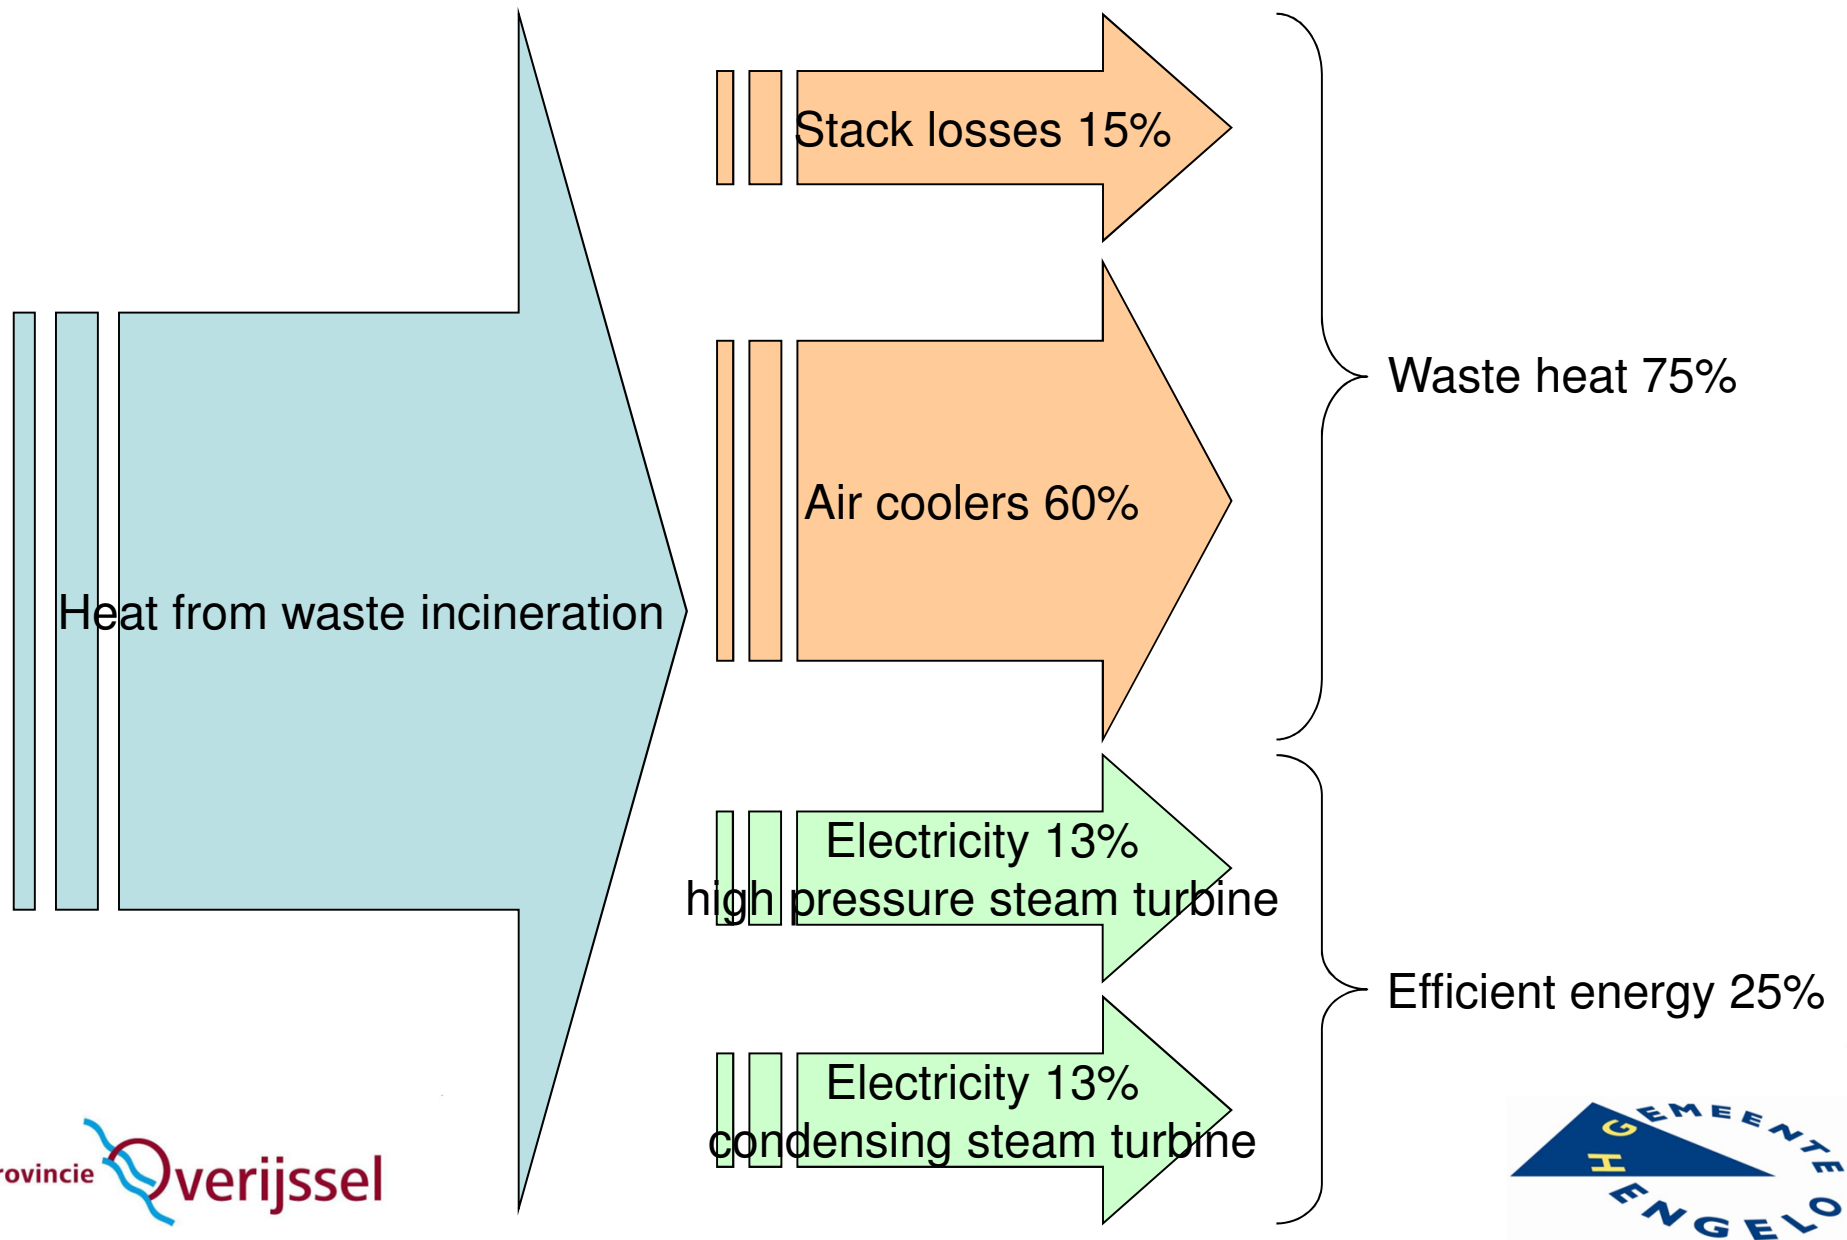 Stack losses 15%
Air coolers 60%
Waste heat 75%
Heat from waste incineration
Electricity 13%
high pressure steam turbine
Efficient energy 25%
Electricity 13%
condensing steam turbine
rovincie Overijssel
GEMEENTE
HENGELO